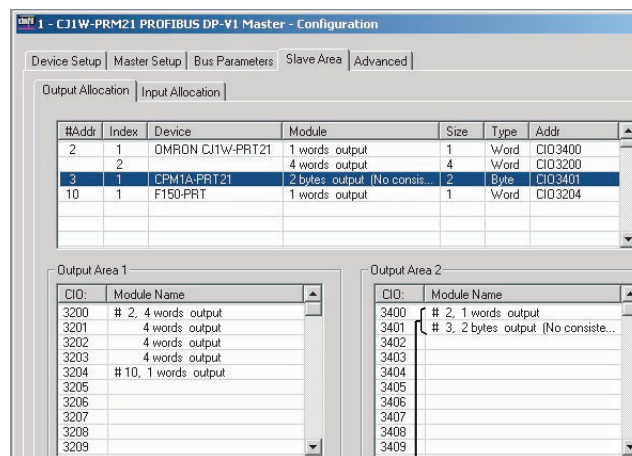 1 - CJ1W-PRM21 PROFIBUS DP-V1 Master - Configuration
Device Setup Master Setup Bus Parameters Slave Area Advanced
Output Allocation Input Allocation
#Addr Index Device Module Size Type Addr
2 1 OMRON CJ1W-PRT21 1 words output 1 Word CIO3400
2 4 words output 4 Word CIO3200
3 1 CPM1A-PRT21 2 bytes output (No consis... 2 Byte CIO3401
10 1 F150-PRT 1 words output 1 Word CIO3204
Output Area 1 Output Area 2
CIO: Module Name CIO: Module Name
3200 # 2, 4 words output 3400 # 2, 1 words output
3201 4 words output 3401 # 3, 2 bytes output (No consiste...
3202 4 words output 3402
3203 4 words output 3403
3204 #10, 1 words output 3404
3205 3405
3206 3406
3207 3407
3208 3408
3209 3409